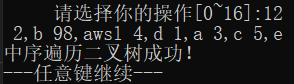 请选择你的操作[0~16]:12
2,b 98,awsl 4,d 1,a 3,c 5,e
中序遍历二叉树成功！
---任意键继续---